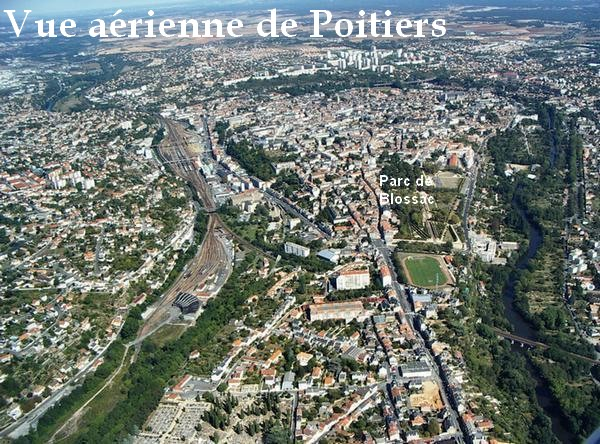 Vue aérienne de Poitiers
Parc de
Blossac